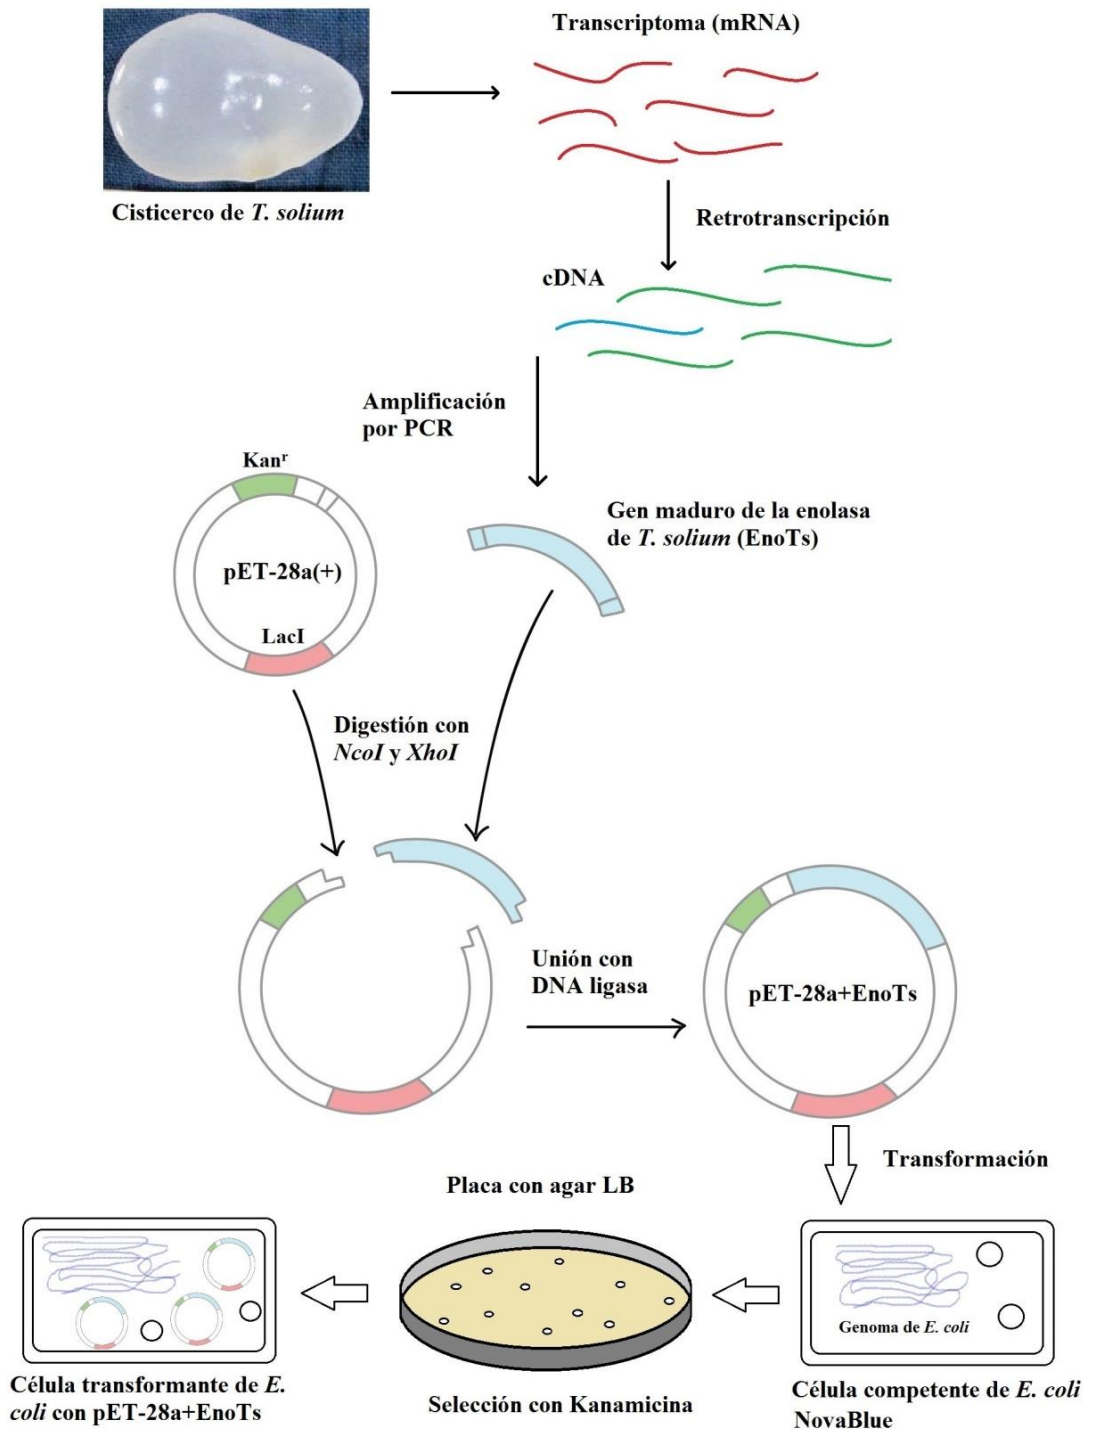 Transcriptoma (mRNA)
Cisticerco de T. solium
Retrotranscripción
cDNA
Amplificación
por PCR
Gen maduro de la enolasa
de T. solium (EnoTs)
Kanʳ
pET-28a(+)
LacI
Digestión con
NcoI y XhoI
Unión con
DNA ligasa
pET-28a+EnoTs
Transformación
Genoma de E. coli
Célula competente de E. coli
NovaBlue
Placa con agar LB
Selección con Kanamicina
Célula transformante de E.
coli con pET-28a+EnoTs